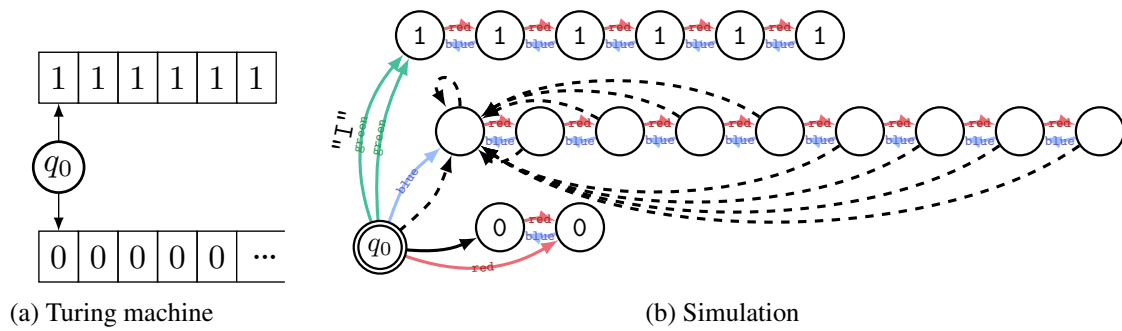 1 1 1 1 1 1
q0
0 0 0 0 0 ...
(a) Turing machine
1 red blue 1 red blue 1 red blue 1 red blue 1 red blue 1
"I" green green
red blue red blue red blue red blue red blue red blue red blue red blue
blue
0 red blue 0
q0
red
(b) Simulation